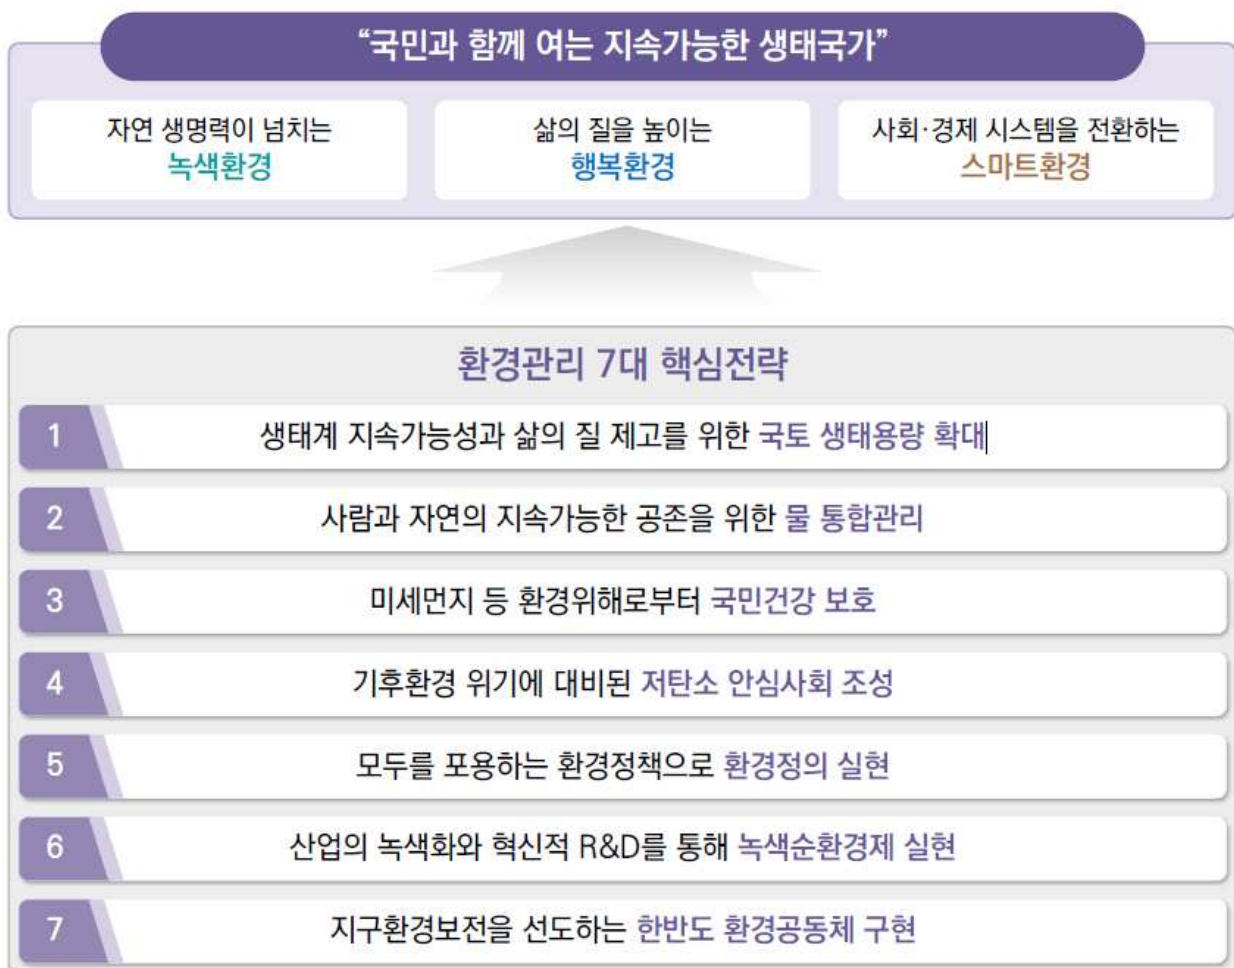 “국민과 함께 여는 지속가능한 생태국가”
자연 생명력이 넘치는
녹색환경
삶의 질을 높이는
행복환경
사회·경제 시스템을 전환하는
스마트환경
환경관리 7대 핵심전략
1 생태계 지속가능성과 삶의 질 제고를 위한 국토 생태용량 확대
2 사람과 자연의 지속가능한 공존을 위한 물 통합관리
3 미세먼지 등 환경위해로부터 국민건강 보호
4 기후환경 위기에 대비된 저탄소 안심사회 조성
5 모두를 포용하는 환경정책으로 환경정의 실현
6 산업의 녹색화와 혁신적 R&D를 통해 녹색순환경제 실현
7 지구환경보전을 선도하는 한반도 환경공동체 구현